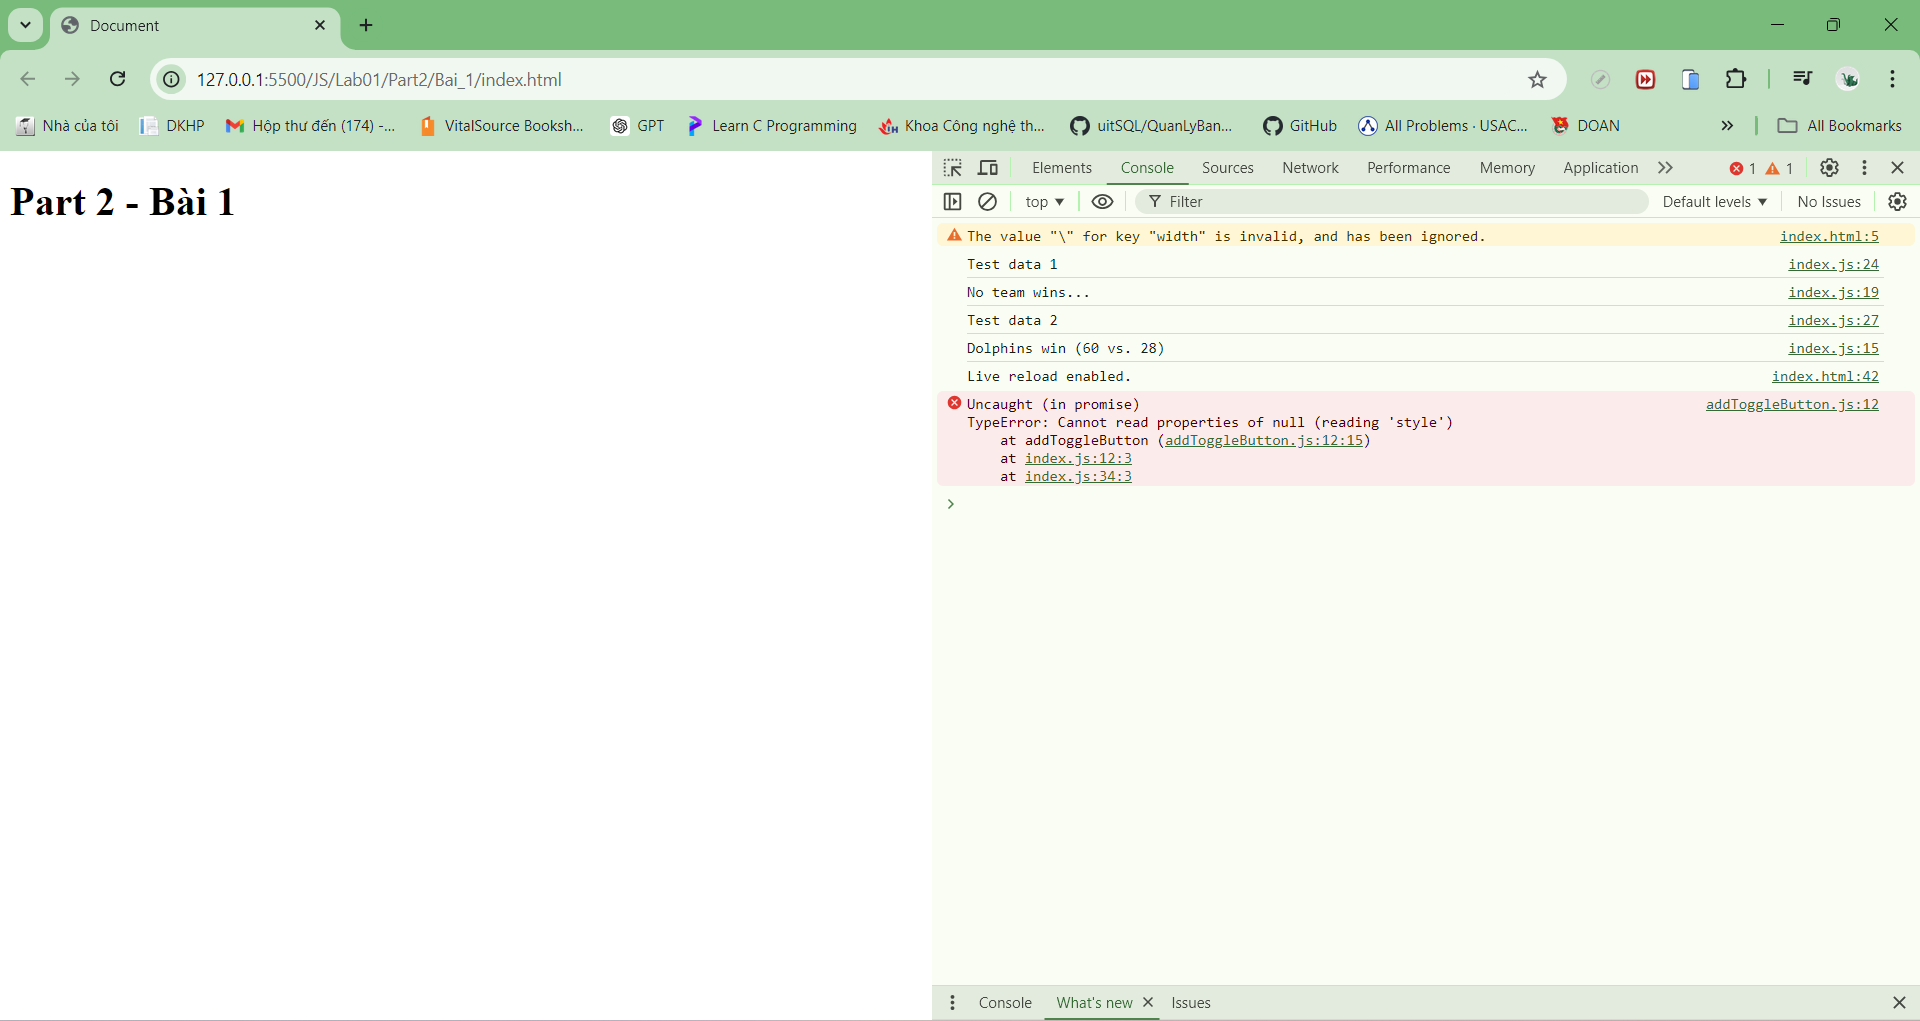 Document
127.0.0.1:5500/JS/Lab01/Part2/Bai_1/index.html
Nhà của tôi DKHP Hộp thư đến (174) -... VitalSource Booksh... GPT Learn C Programming Khoa Công nghệ th... uitSQL/QuanLyBan... GitHub All Problems · USAC... DOAN All Bookmarks
Part 2 - Bài 1
Elements Console Sources Network Performance Memory Application 1 1
top Filter Default levels No Issues
The value "\" for key "width" is invalid, and has been ignored. index.html:5
Test data 1 index.js:24
No team wins... index.js:19
Test data 2 index.js:27
Dolphins win (60 vs. 28) index.js:15
Live reload enabled. index.html:42
Uncaught (in promise) addToggleButton.js:12
TypeError: Cannot read properties of null (reading 'style')
at addToggleButton (addToggleButton.js:12:15)
at index.js:12:3
at index.js:34:3
Console What's new Issues